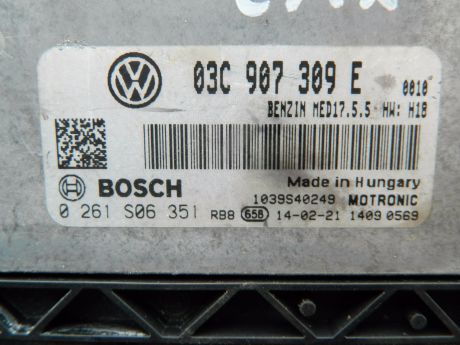 03C 907 309 E 0010
BENZIN MED17.5.5 HW: H18
BOSCH
Made in Hungary
1039S40249 MOTRONIC
0 261 S06 351 RB8 658 14-02-21 1409 0569